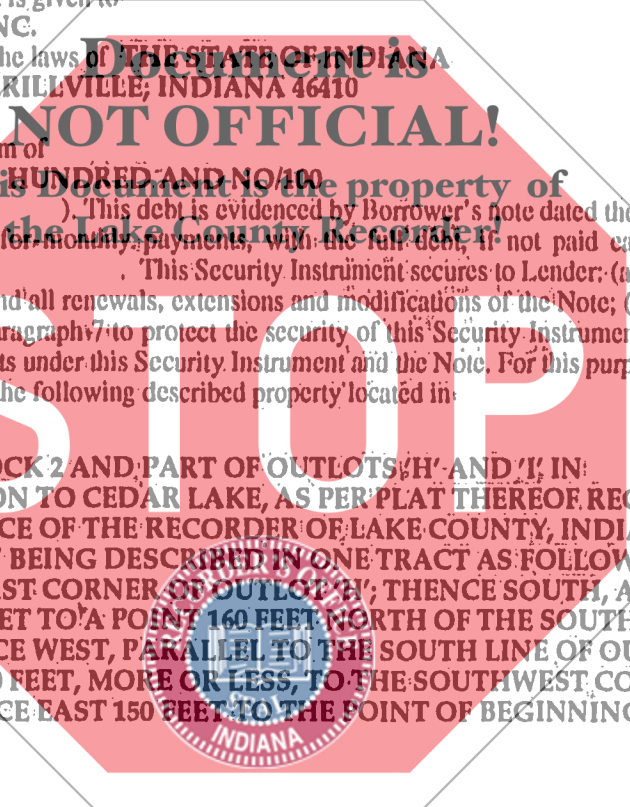 is given to
NC.
he laws of THE STATE OF INDIANA
Document is
RILLVILLE, INDIANA 46410
NOT OFFICIAL!
m of
HUNDRED AND NO/100
is Document is the property of
). This debt is evidenced by Borrower's note dated the
the Lake County Recorder!
for monthly payments, with the full debt, if not paid ea
. This Security Instrument secures to Lender: (a
nd all renewals, extensions and modifications of the Note; (
aragraph 7 to protect the security of this Security Instrumen
ts under this Security Instrument and the Note. For this purp
he following described property located in
STOP
OCK 2 AND PART OF OUTLOTS 'H' AND 'I' IN
ON TO CEDAR LAKE, AS PER PLAT THEREOF REC
CE OF THE RECORDER OF LAKE COUNTY, INDIA
BEING DESCRIBED IN ONE TRACT AS FOLLOW
AST CORNER OF OUTLOT 'H'; THENCE SOUTH, A
ET TO A POINT 160 FEET NORTH OF THE SOUTH
CE WEST, PARALLEL TO THE SOUTH LINE OF OU
FEET, MORE OR LESS, TO THE SOUTHWEST CO
CE EAST 150 FEET TO THE POINT OF BEGINNING
RECORDER'S OFFICE
SEAL
INDIANA